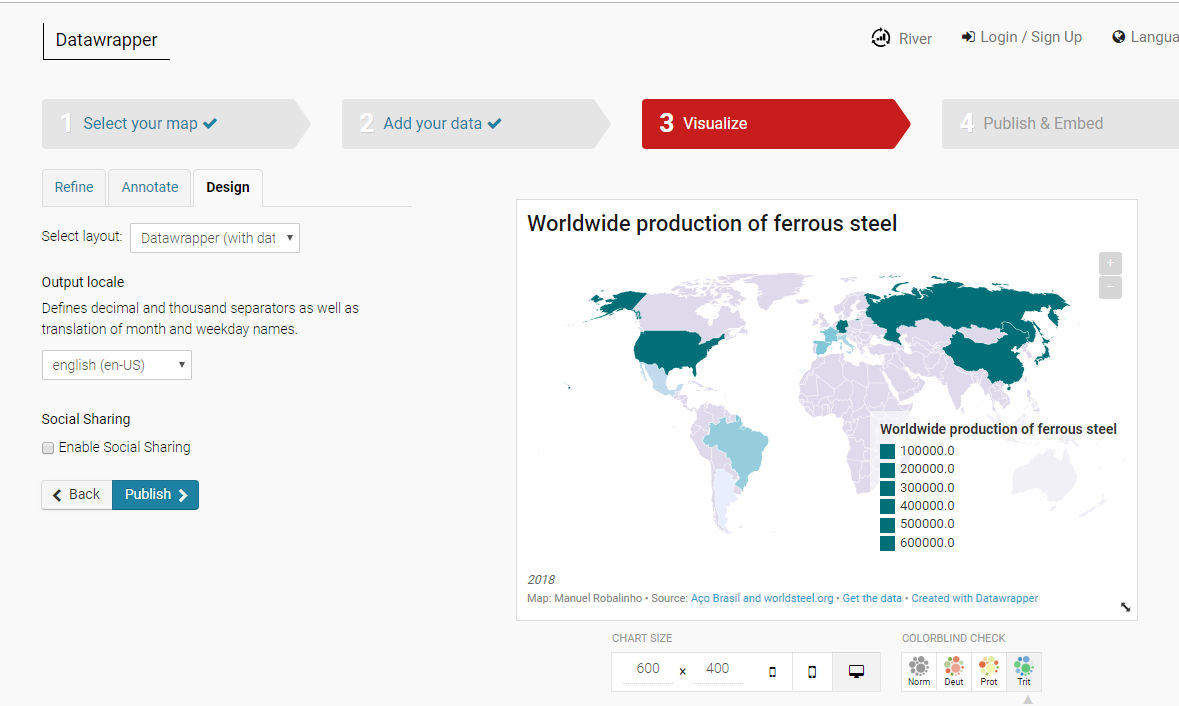 Datawrapper
River
Login / Sign Up
Langua
1 Select your map
2 Add your data
3 Visualize
4 Publish & Embed
Refine
Annotate
Design
Select layout: Datawrapper (with dat
Output locale
Defines decimal and thousand separators as well as
translation of month and weekday names.
english (en-US)
Social Sharing
Enable Social Sharing
Back
Publish
Worldwide production of ferrous steel
+
−
Worldwide production of ferrous steel
100000.0
200000.0
300000.0
400000.0
500000.0
600000.0
2018
Map: Manuel Robalinho • Source: Aço Brasil and worldsteel.org • Get the data • Created with Datawrapper
CHART SIZE
600 × 400
COLORBLIND CHECK
Norm
Deut
Prot
Trit